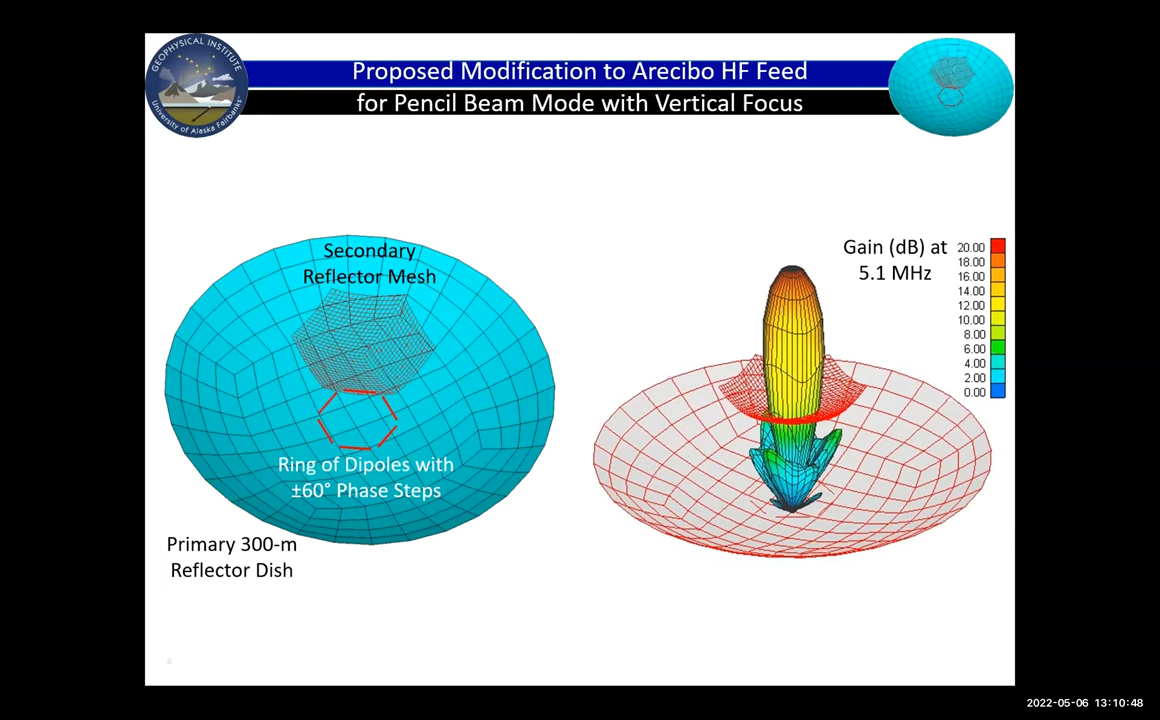 GEOPHYSICAL INSTITUTE
University of Alaska Fairbanks
Proposed Modification to Arecibo HF Feed
for Pencil Beam Mode with Vertical Focus
Secondary
Reflector Mesh
Ring of Dipoles with
±60° Phase Steps
Primary 300-m
Reflector Dish
Gain (dB) at
5.1 MHz
20.00
18.00
16.00
14.00
12.00
10.00
8.00
6.00
4.00
2.00
0.00
8
2022-05-06 13:10:48